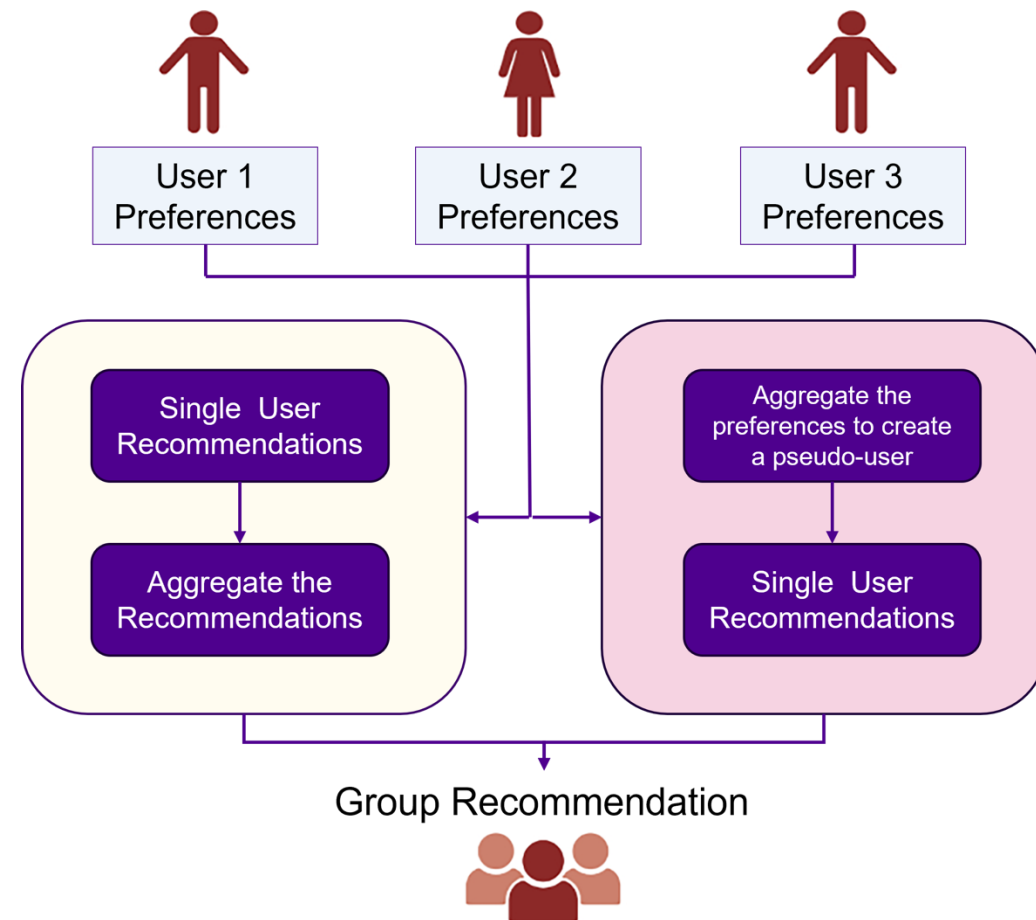 User 1
Preferences
User 2
Preferences
User 3
Preferences
Single User
Recommendations
Aggregate the
Recommendations
Aggregate the
preferences to create
a pseudo-user
Single User
Recommendations
Group Recommendation